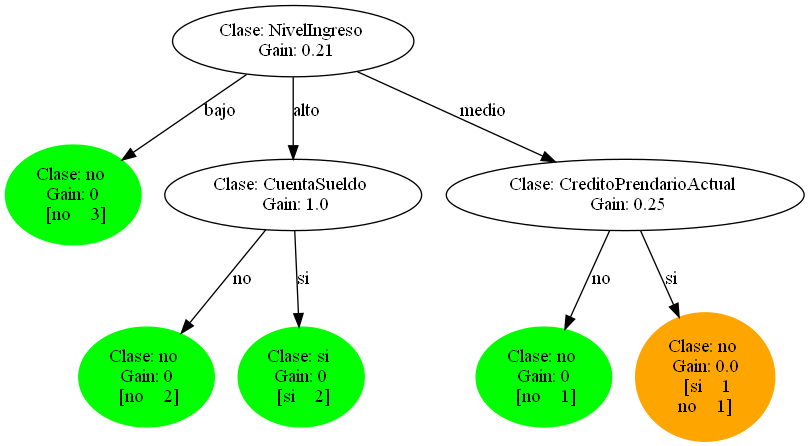 Clase: NivelIngreso
Gain: 0.21
bajo
alto
medio
Clase: no
Gain: 0
[no 3]
Clase: CuentaSueldo
Gain: 1.0
Clase: CreditoPrendarioActual
Gain: 0.25
no
si
no
si
Clase: no
Gain: 0
[no 2]
Clase: si
Gain: 0
[si 2]
Clase: no
Gain: 0
[no 1]
Clase: no
Gain: 0.0
[si 1
no 1]